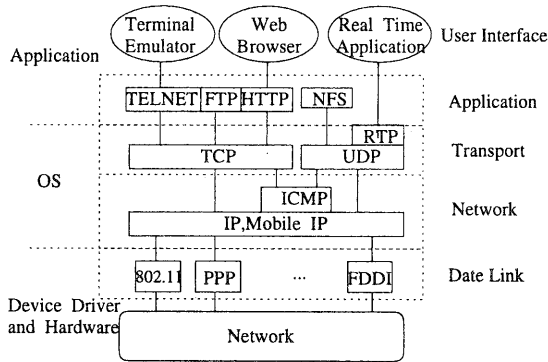 Terminal
Emulator
Web
Browser
Real Time
Application
User Interface
Application
TELNET
FTP
HTTP
NFS
Application
RTP
TCP
UDP
Transport
OS
ICMP
Network
IP,Mobile IP
802.11
PPP
...
FDDI
Date Link
Device Driver
and Hardware
Network